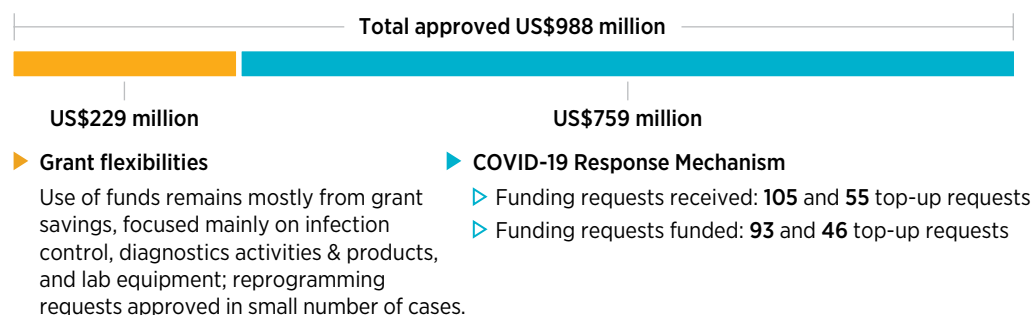 Total approved US$988 million
US$229 million
US$759 million
Grant flexibilities
Use of funds remains mostly from grant
savings, focused mainly on infection
control, diagnostics activities & products,
and lab equipment; reprogramming
requests approved in small number of cases.
COVID-19 Response Mechanism
Funding requests received: 105 and 55 top-up requests
Funding requests funded: 93 and 46 top-up requests